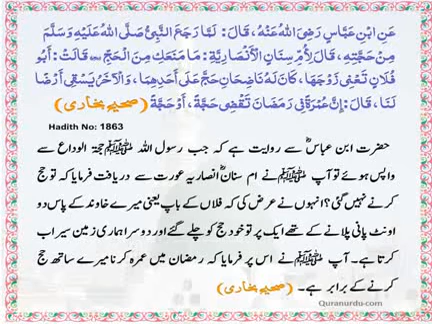 عَنِ ابْنِ عَبَّاسٍ رَضِيَ اللهُ عَنْهُ، قَالَ: لَمَّا رَجَعَ النَّبِيُّ صَلَّى اللهُ عَلَيْهِ وَسَلَّمَ
مِنْ حَجَّتِهِ، قَالَ لِأُمِّ سِنَانٍ الْأَنْصَارِيَّةِ: مَا مَنَعَكِ مِنَ الْحَجِّ قَالَتْ: أَبُو
فُلَانٍ تَعْنِي زَوْجَهَا، كَانَ لَهُ نَاضِحَانِ حَجَّ عَلَى أَحَدِهِمَا، وَالْآخَرُ يَسْقِي أَرْضًا
لَنَا، قَالَ: إِنَّ عُمْرَةً فِي رَمَضَانَ تَقْضِي حَجَّةً، أَوْ حَجَّةً (صحیح بخاری)
Hadith No: 1863
حضرت ابن عباسؓ سے روایت ہے کہ جب رسول اللہ ﷺ حجۃ الوداع سے
واپس ہوئے تو آپ ﷺ نے ام سنانؓ انصاریہ عورت سے دریافت فرمایا کہ تو حج
کرنے نہیں گئی؟ انہوں نے عرض کی کہ فلاں کے باپ یعنی میرے خاوند کے پاس دو
اونٹ پانی پلانے کے تھے ایک پر تو خود حج کو چلے گئے اور دوسرا ہماری زمین سیراب
کرتا ہے۔ آپ ﷺ نے اس پر فرمایا کہ رمضان میں عمرہ کرنا میرے ساتھ حج
کرنے کے برابر ہے۔ (صحیح بخاری)
Quranurdu.com